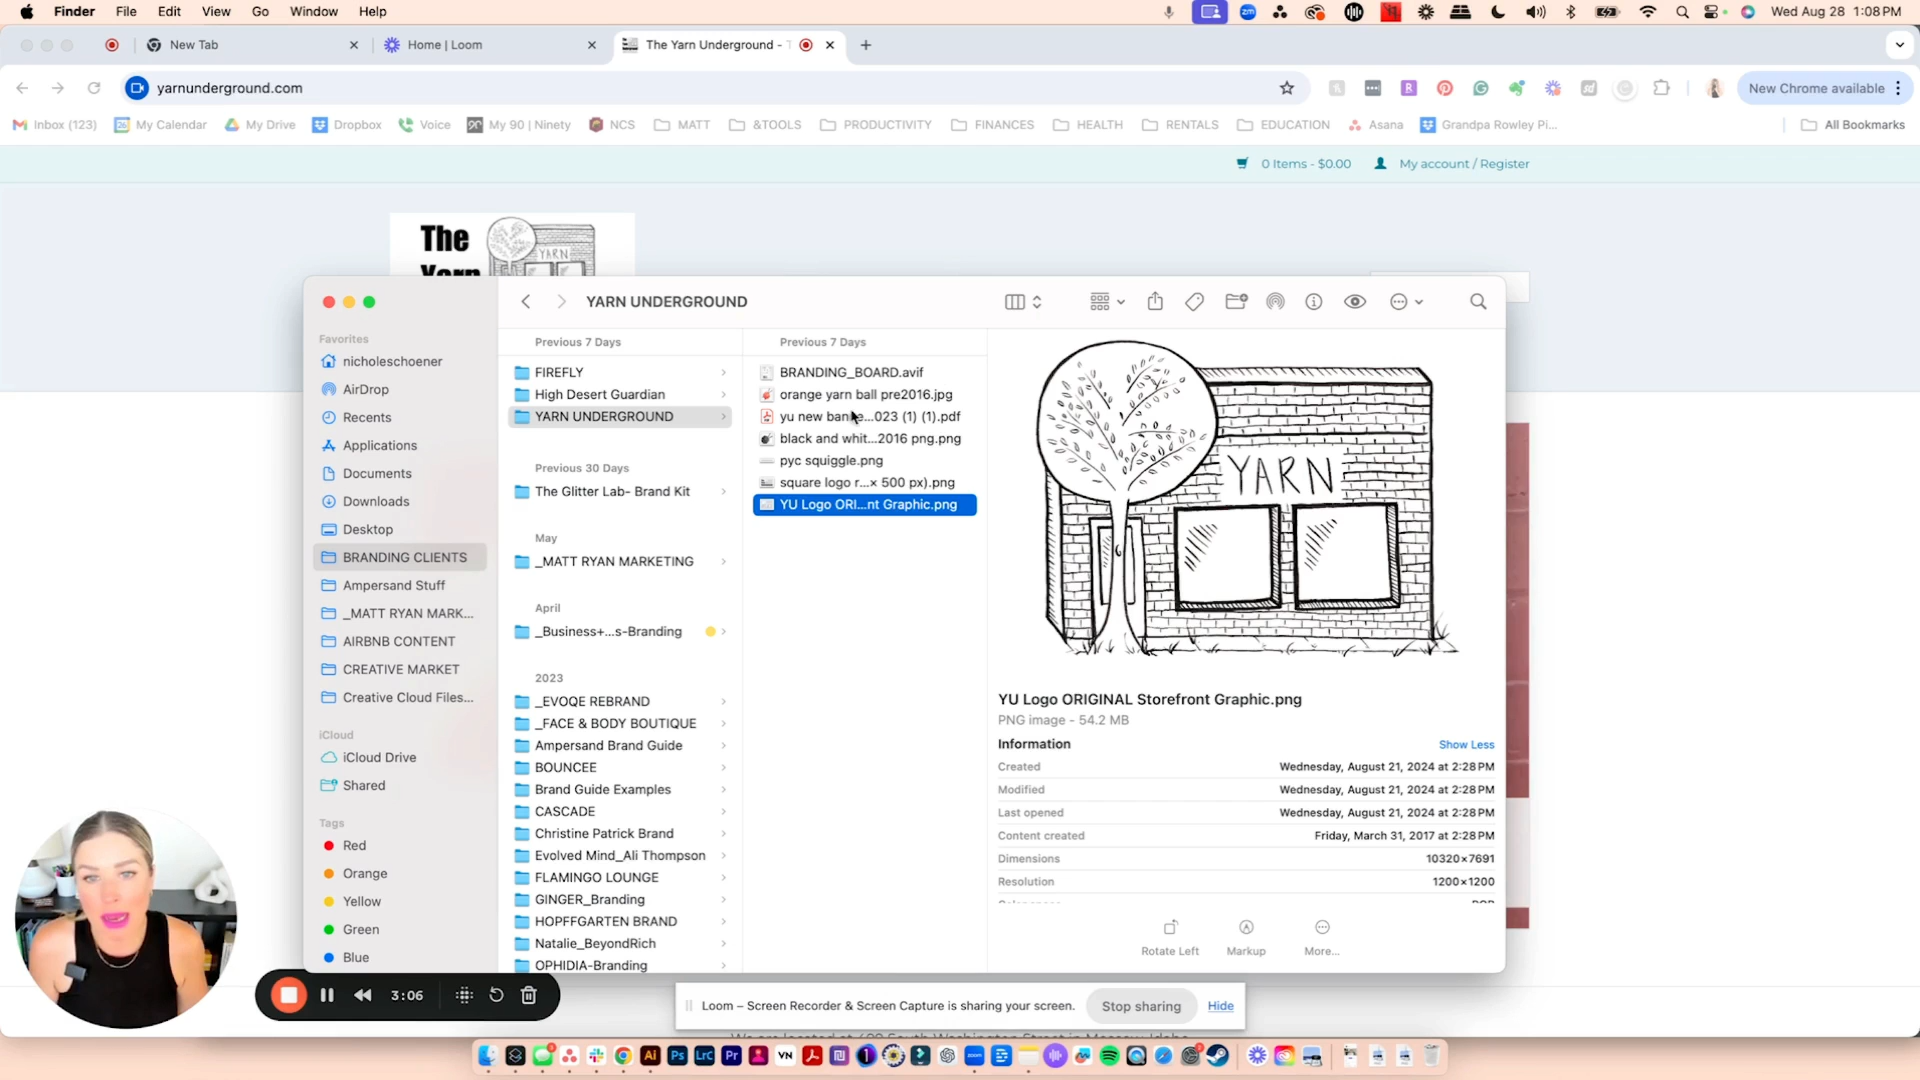 Finder File Edit View Go Window Help
Wed Aug 28 1:08 PM
New Tab
Home | Loom
The Yarn Underground - T
yarnunderground.com
New Chrome available
Inbox (123) My Calendar My Drive Dropbox Voice My 90 | Ninety NCS MATT &TOOLS PRODUCTIVITY FINANCES HEALTH RENTALS EDUCATION Asana Grandpa Rowley Pi... All Bookmarks
0 Items - $0.00 My account / Register
The
Yarn
YARN
YARN UNDERGROUND
Favorites
nicholeschoener
AirDrop
Recents
Applications
Documents
Downloads
Desktop
BRANDING CLIENTS
Ampersand Stuff
_MATT RYAN MARK...
AIRBNB CONTENT
CREATIVE MARKET
Creative Cloud Files...
iCloud
iCloud Drive
Shared
Tags
Red
Orange
Yellow
Green
Blue
Previous 7 Days
FIREFLY
High Desert Guardian
YARN UNDERGROUND
Previous 30 Days
The Glitter Lab- Brand Kit
May
_MATT RYAN MARKETING
April
_Business+...s-Branding
2023
_EVOQE REBRAND
_FACE & BODY BOUTIQUE
Ampersand Brand Guide
BOUNCEE
Brand Guide Examples
CASCADE
Christine Patrick Brand
Evolved Mind_Ali Thompson
FLAMINGO LOUNGE
GINGER_Branding
HOPFFGARTEN BRAND
Natalie_BeyondRich
OPHIDIA-Branding
Previous 7 Days
BRANDING_BOARD.avif
orange yarn ball pre2016.jpg
yu new banne...023 (1) (1).pdf
black and whit...2016 png.png
pyc squiggle.png
square logo r...× 500 px).png
YU Logo ORI...nt Graphic.png
YARN
YU Logo ORIGINAL Storefront Graphic.png
PNG image - 54.2 MB
Information Show Less
Created Wednesday, August 21, 2024 at 2:28 PM
Modified Wednesday, August 21, 2024 at 2:28 PM
Last opened Wednesday, August 21, 2024 at 2:28 PM
Content created Friday, March 31, 2017 at 2:28 PM
Dimensions 10320×7691
Resolution 1200×1200
Rotate Left Markup More...
3:06
Loom – Screen Recorder & Screen Capture is sharing your screen. Stop sharing Hide
Ai Ps LrC Pr VN